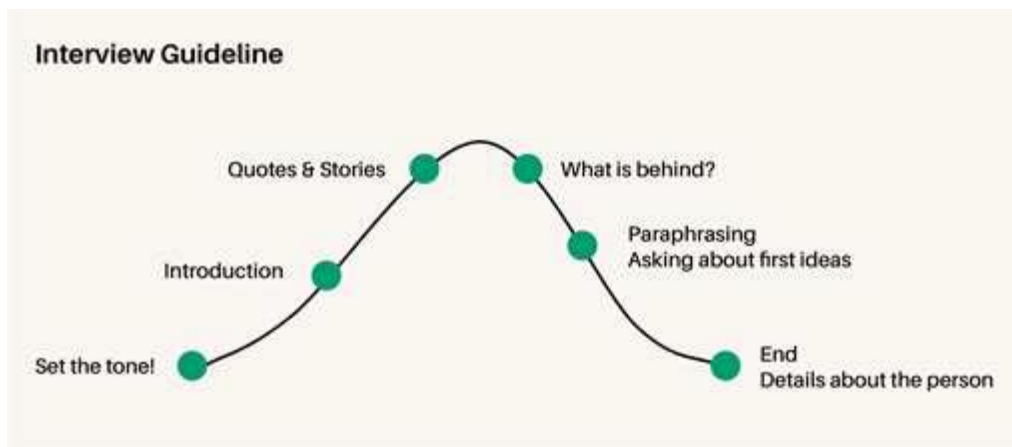 Interview Guideline
Quotes & Stories
What is behind?
Paraphrasing
Asking about first ideas
Introduction
Set the tone!
End
Details about the person